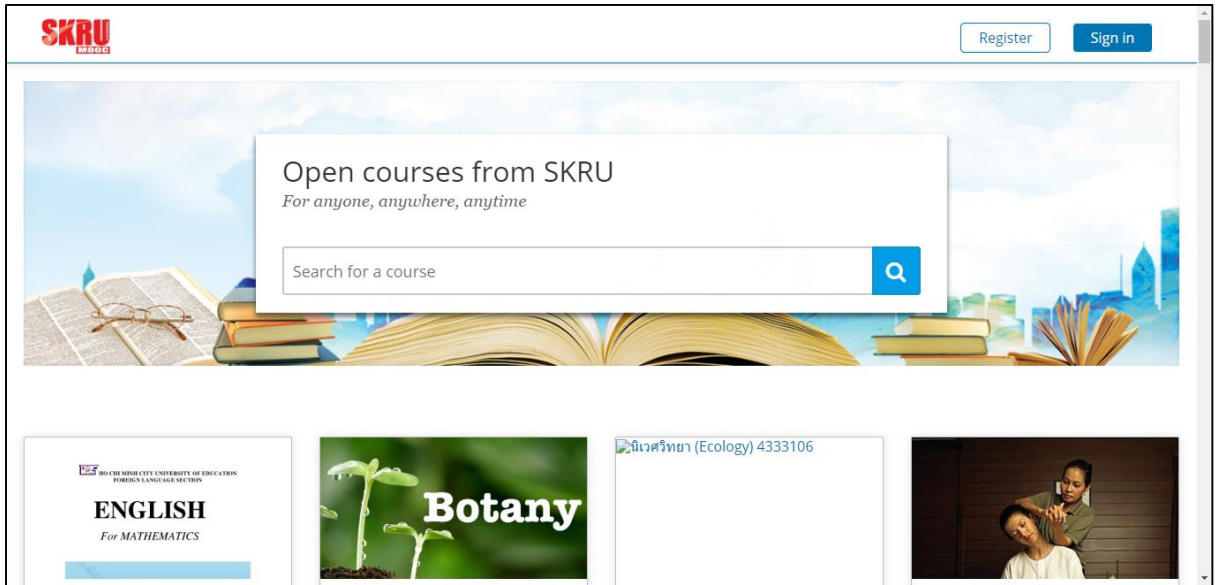 SKRU
MOOC
Register
Sign in
Open courses from SKRU
For anyone, anywhere, anytime
Search for a course
HO CHI MINH CITY UNIVERSITY OF EDUCATION
FOREIGN LANGUAGE SECTION
ENGLISH
For MATHEMATICS
Botany
นิเวศวิทยา (Ecology) 4333106